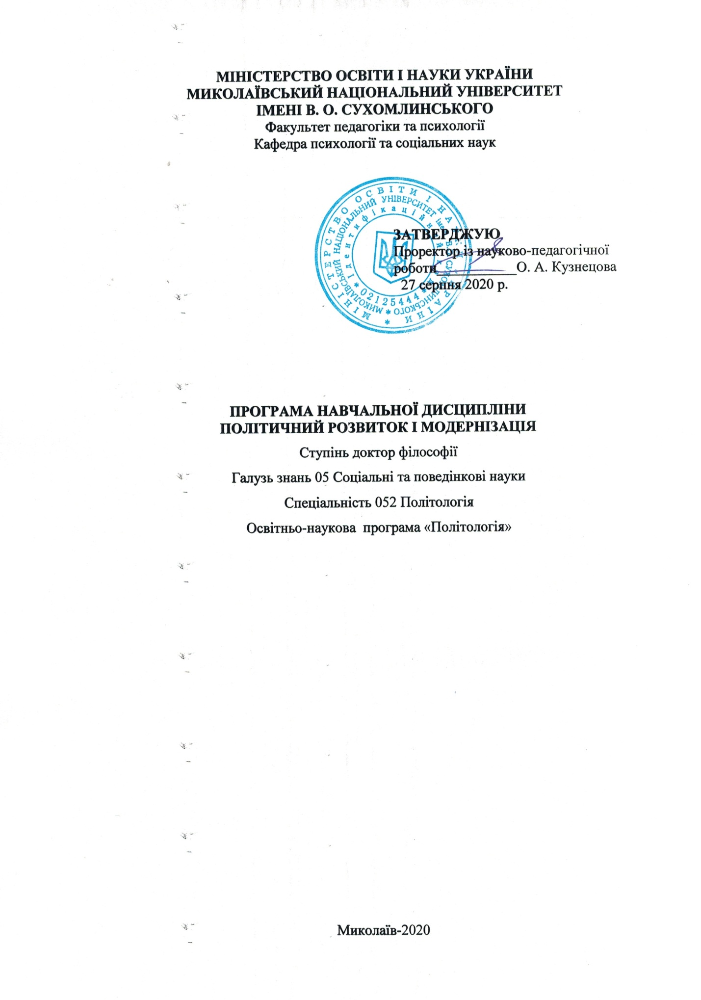 МІНІСТЕРСТВО ОСВІТИ І НАУКИ УКРАЇНИ
МИКОЛАЇВСЬКИЙ НАЦІОНАЛЬНИЙ УНІВЕРСИТЕТ
ІМЕНІ В. О. СУХОМЛИНСЬКОГО
Факультет педагогіки та психології
Кафедра психології та соціальних наук
МІНІСТЕРСТВО ОСВІТИ І НАУКИ УКРАЇНИ *
МИКОЛАЇВСЬКИЙ НАЦІОНАЛЬНИЙ УНІВЕРСИТЕТ імені В.О. СУХОМЛИНСЬКОГО *
Ідентифікаційний код * 02125444 *
ЗАТВЕРДЖУЮ
Проректор із науково-педагогічної
роботи____________О. А. Кузнецова
27 серпня 2020 р.
ПРОГРАМА НАВЧАЛЬНОЇ ДИСЦИПЛІНИ
ПОЛІТИЧНИЙ РОЗВИТОК І МОДЕРНІЗАЦІЯ
Ступінь доктор філософії
Галузь знань 05 Соціальні та поведінкові науки
Спеціальність 052 Політологія
Освітньо-наукова програма «Політологія»
Миколаїв-2020